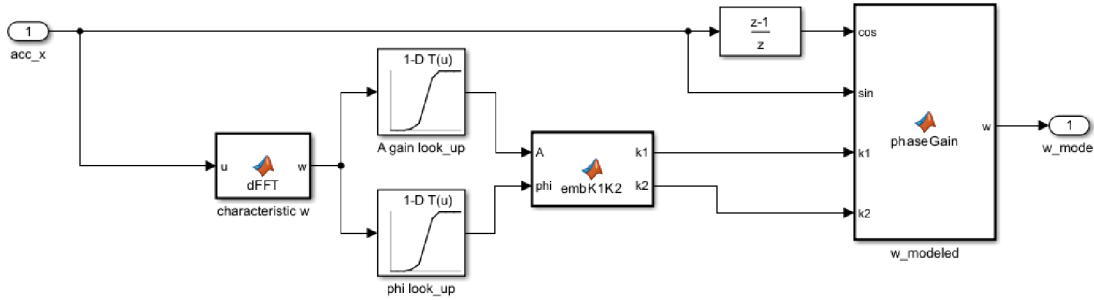 1
acc_x
z-1
z
cos
1-D T(u)
A gain look_up
sin
phaseGain
w
1
w_mode
u
dFFT
w
characteristic w
A
phi
embK1K2
k1
k2
k1
k2
1-D T(u)
phi look_up
w_modeled